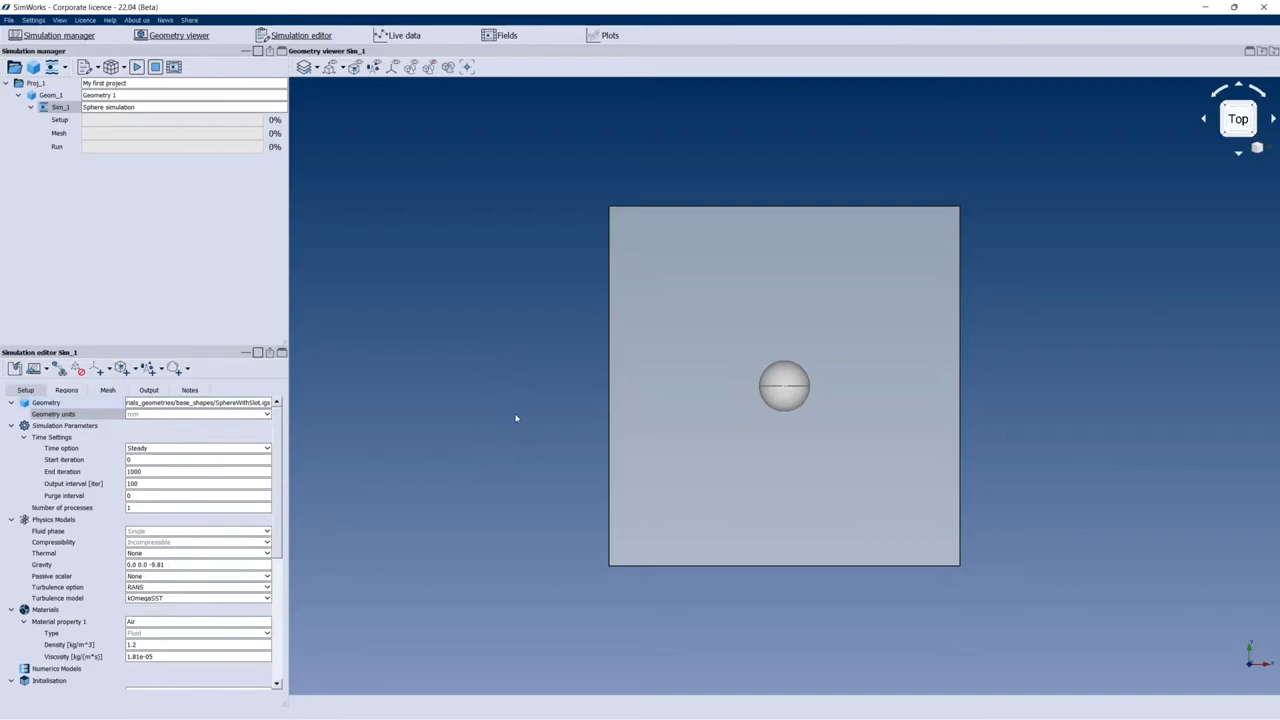 SimWorks - Corporate licence - 22.04 (Beta)
File Settings View Licence Help About us News Share
Simulation manager Geometry viewer Simulation editor Live data Fields Plots
Simulation manager
Geometry viewer Sim_1
Proj_1 My first project
Geom_1 Geometry 1
Sim_1 Sphere simulation
Setup 0%
Mesh 0%
Run 0%
Top
Simulation editor Sim_1
Setup Regions Mesh Output Notes
Geometry rials_geometries/base_shapes/SphereWithSlot.igs
Geometry units mm
Simulation Parameters
Time Settings
Time option Steady
Start iteration 0
End iteration 1000
Output interval [iter] 100
Purge interval 0
Number of processes 1
Physics Models
Fluid phase Single
Compressibility Incompressible
Thermal None
Gravity 0.0 0.0 -9.81
Passive scalar None
Turbulence option RANS
Turbulence model kOmegaSST
Materials
Material property 1 Air
Type Fluid
Density [kg/m^3] 1.2
Viscosity [kg/(m*s)] 1.81e-05
Numerics Models
Initialisation